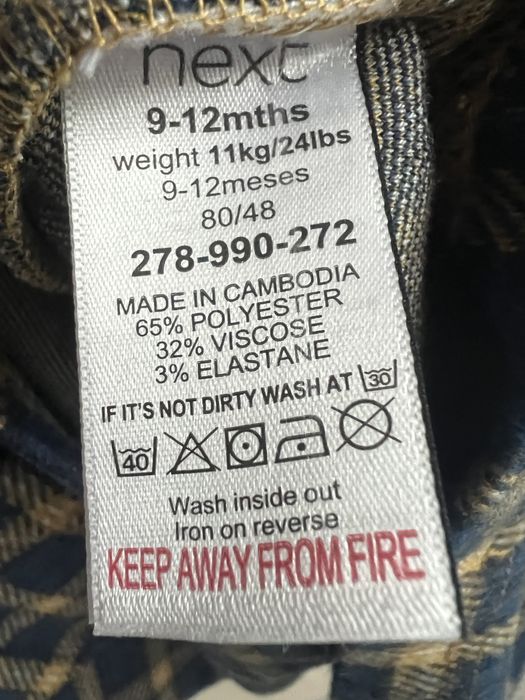 next
9-12mths
weight 11kg/24lbs
9-12meses
80/48
278-990-272
MADE IN CAMBODIA
65% POLYESTER
32% VISCOSE
3% ELASTANE
IF IT'S NOT DIRTY WASH AT 30
40
Wash inside out
Iron on reverse
KEEP AWAY FROM FIRE